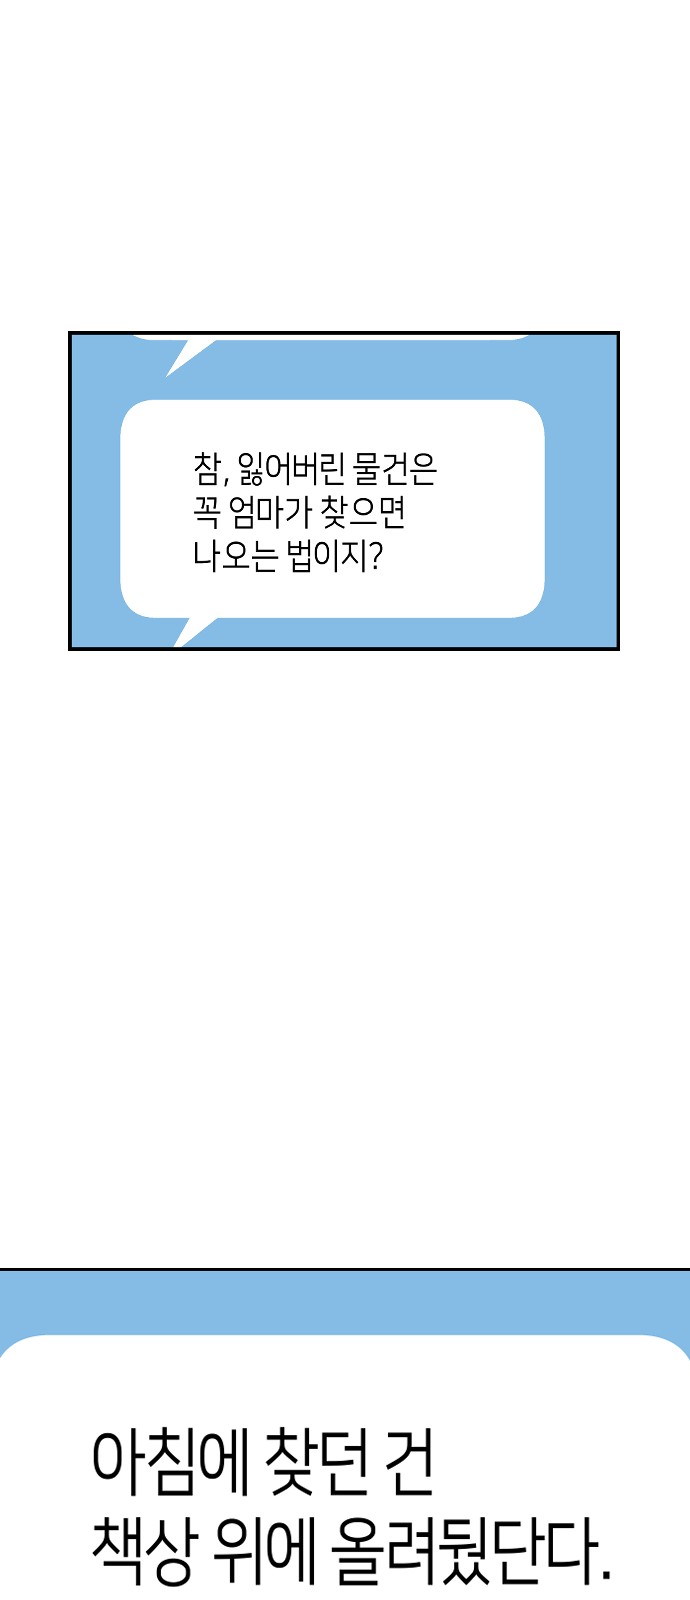 참, 잃어버린 물건은
꼭 엄마가 찾으면
나오는 법이지?
아침에 찾던 건
책상 위에 올려뒀단다.